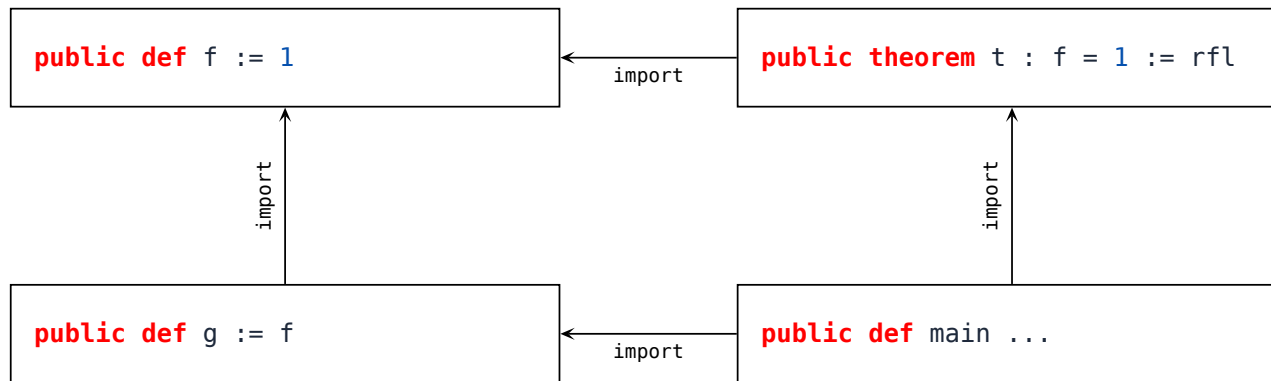 public def f := 1
import
public theorem t : f = 1 := rfl
import
import
public def g := f
import
public def main ...